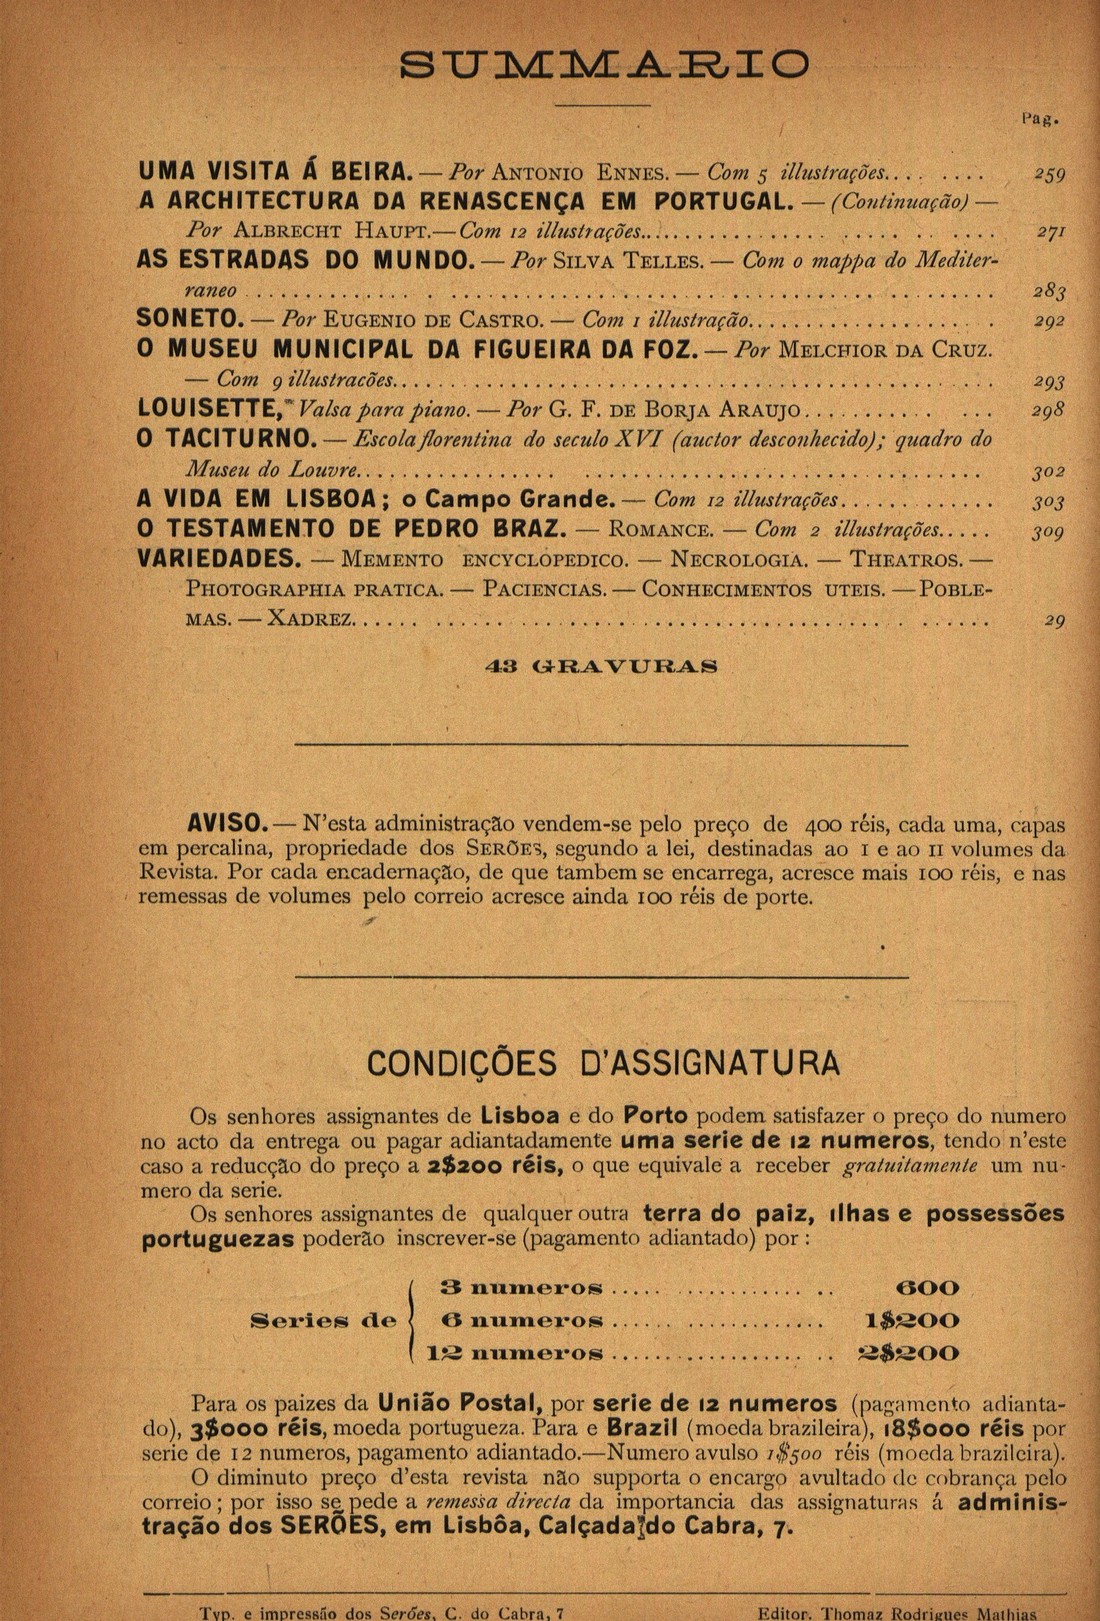 SUMMARIO
Pag.
UMA VISITA Á BEIRA. — Por ANTONIO ENNES. — Com 5 illustrações.. . . . . . . 259
A ARCHITECTURA DA RENASCENÇA EM PORTUGAL. — (Continuação) —
Por ALBRECHT HAUPT. — Com 12 illustrações.. . . . . . . . . . . . . . . . . . . . . 271
AS ESTRADAS DO MUNDO. — Por SILVA TELLES. — Com o mappa do Mediter-
raneo . . . . . . . . . . . . . . . . . . . . . . . . . . . . . . . . . . . . . . . . . . . . . . . . 283
SONETO. — Por EUGENIO DE CASTRO. — Com 1 illustração.. . . . . . . . . . . . . . . 292
O MUSEU MUNICIPAL DA FIGUEIRA DA FOZ. — Por MELCHIOR DA CRUZ.
— Com 9 illustracões.. . . . . . . . . . . . . . . . . . . . . . . . . . . . . . . . . . . . . . 293
LOUISETTE, Valsa para piano. — Por G. F. DE BORJA ARAUJO. . . . . . . . . . . . . 298
O TACITURNO. — Escola florentina do seculo XVI (auctor desconhecido); quadro do
Museu do Louvre.. . . . . . . . . . . . . . . . . . . . . . . . . . . . . . . . . . . . . . . 302
A VIDA EM LISBOA; o Campo Grande. — Com 12 illustrações. . . . . . . . . . . . 303
O TESTAMENTO DE PEDRO BRAZ. — ROMANCE. — Com 2 illustrações..... 309
VARIEDADES. — MEMENTO ENCYCLOPEDICO. — NECROLOGIA. — THEATROS. —
PHOTOGRAPHIA PRATICA. — PACIENCIAS. — CONHECIMENTOS UTEIS. — POBLE-
MAS. — XADREZ. . . . . . . . . . . . . . . . . . . . . . . . . . . . . . . . . . . . . . . . 29
43 GRAVURAS
AVISO. — N'esta administração vendem-se pelo preço de 400 réis, cada uma, capas
em percalina, propriedade dos SERÕES, segundo a lei, destinadas ao I e ao II volumes da
Revista. Por cada encadernação, de que tambem se encarrega, acresce mais 100 réis, e nas
remessas de volumes pelo correio acresce ainda 100 réis de porte.
CONDIÇÕES D'ASSIGNATURA
Os senhores assignantes de Lisboa e do Porto podem satisfazer o preço do numero
no acto da entrega ou pagar adiantadamente uma serie de 12 numeros, tendo n'este
caso a reducção do preço a 2$200 réis, o que equivale a receber gratuitamente um nu-
mero da serie.
Os senhores assignantes de qualquer outra terra do paiz, ilhas e possessões
portuguezas poderão inscrever-se (pagamento adiantado) por :
3 numeros . . . . . . . . . . . . . . . . . . . 600
Series de 6 numeros . . . . . . . . . . . . . . . . . . 1$200
12 numeros . . . . . . . . . . . . . . . . . . . 2$200
Para os paizes da União Postal, por serie de 12 numeros (pagamento adianta-
do), 3$000 réis, moeda portugueza. Para e Brazil (moeda brazileira), 18$000 réis por
serie de 12 numeros, pagamento adiantado.—Numero avulso 1$500 réis (moeda brazileira).
O diminuto preço d'esta revista não supporta o encargo avultado de cobrança pelo
correio ; por isso se pede a remessa directa da importancia das assignaturas á adminis-
tração dos SERÕES, em Lisbôa, Calçada do Cabra, 7.
Typ. e impressão dos Serões, C. do Cabra, 7 Editor. Thomaz Rodrigues Mathias